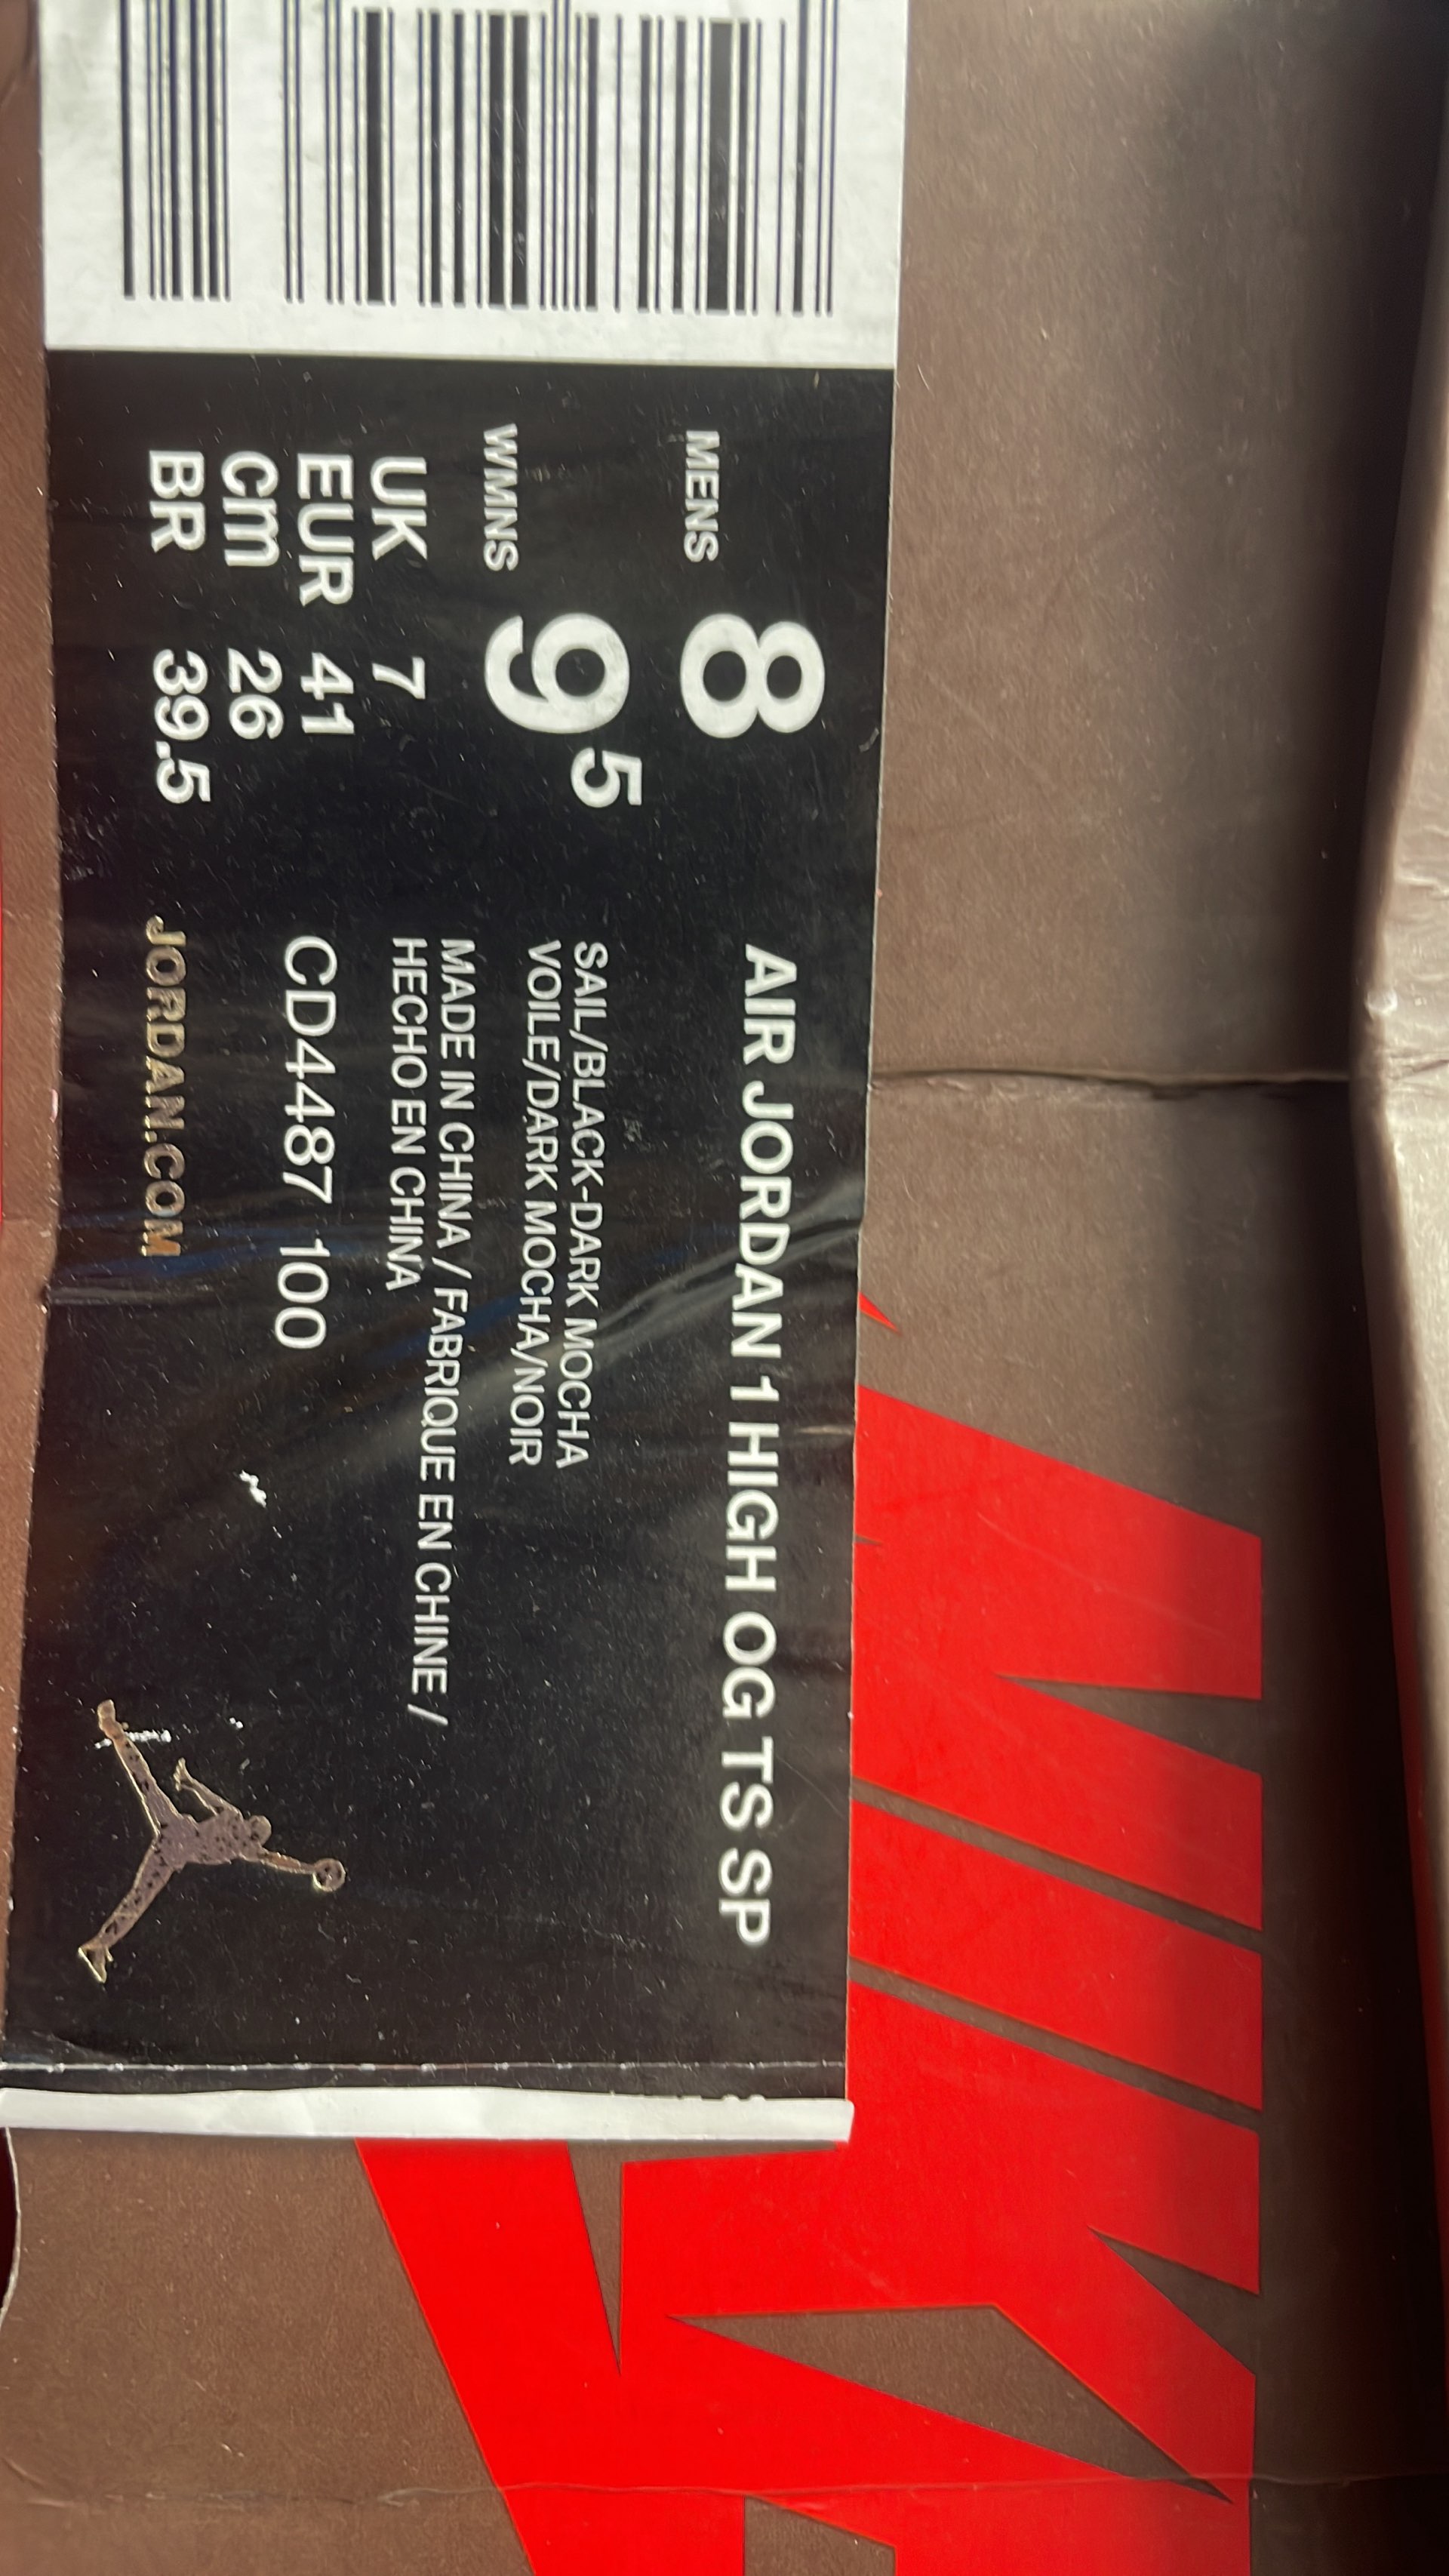 MENS 8
WMNS 9 5
UK 7
EUR 41
cm 26
BR 39.5
AIR JORDAN 1 HIGH OG TS SP
SAIL/BLACK-DARK MOCHA
VOILE/DARK MOCHA/NOIR
MADE IN CHINA / FABRIQUE EN CHINE /
HECHO EN CHINA
CD4487 100
JORDAN.COM
NIKE